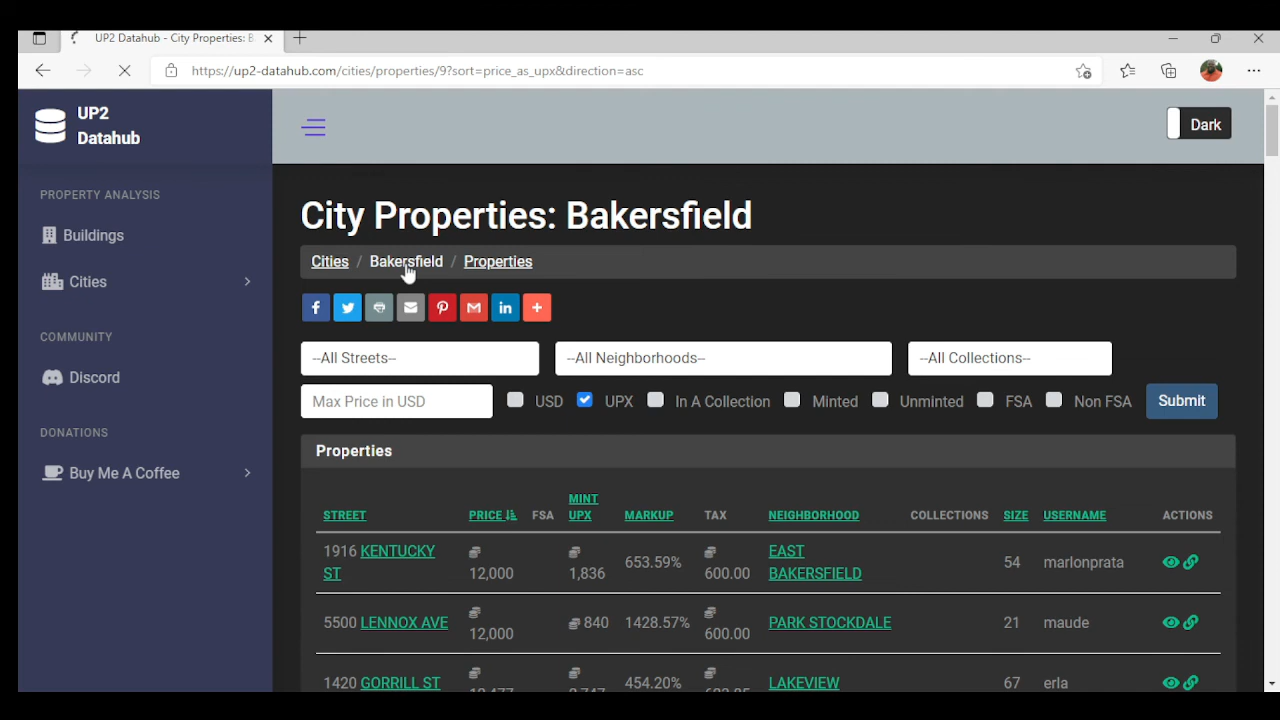 UP2 Datahub - City Properties: B
https://up2-datahub.com/cities/properties/9?sort=price_as_upx&direction=asc
UP2
Datahub
Dark
PROPERTY ANALYSIS
Buildings
Cities
COMMUNITY
Discord
DONATIONS
Buy Me A Coffee
City Properties: Bakersfield
Cities / Bakersfield / Properties
--All Streets-- --All Neighborhoods-- --All Collections--
Max Price in USD USD UPX In A Collection Minted Unminted FSA Non FSA Submit
Properties
STREET PRICE FSA MINT UPX MARKUP TAX NEIGHBORHOOD COLLECTIONS SIZE USERNAME ACTIONS
1916 KENTUCKY ST 12,000 1,836 653.59% 600.00 EAST BAKERSFIELD 54 marlonprata
5500 LENNOX AVE 12,000 840 1428.57% 600.00 PARK STOCKDALE 21 maude
1420 GORRILL ST 454.20% LAKEVIEW 67 erla